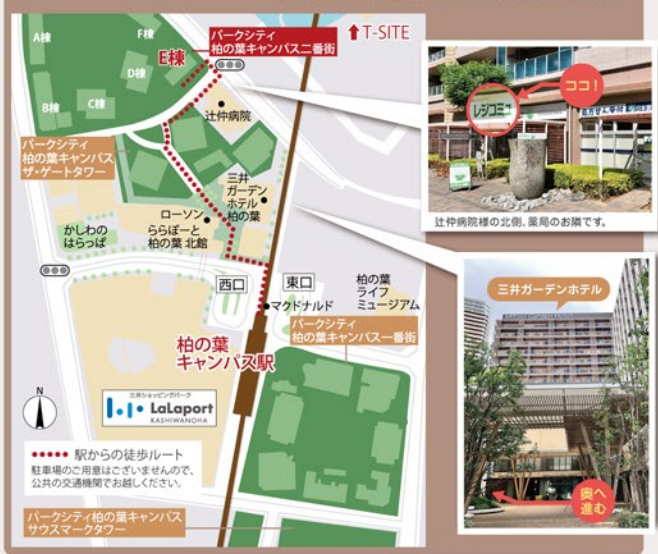 A棟
F棟
E棟
D棟
B棟
C棟
パークシティ
柏の葉キャンパス二番街
↑T-SITE
辻仲病院
パークシティ
柏の葉キャンパス
ザ・ゲートタワー
三井
ガーデン
ホテル
柏の葉
ローソン
ららぽーと
柏の葉 北館
かしわの
はらっぱ
西口
東口
マクドナルド
柏の葉
ライフ
ミュージアム
パークシティ
柏の葉キャンパス一番街
柏の葉
キャンパス駅
N
三井ショッピングパーク
LaLaport
KASHIWANOHA
駅からの徒歩ルート
駐車場のご用意はございませんので、
公共の交通機関でお越しください。
パークシティ柏の葉キャンパス
サウスマークタワー
ココ!
レジコミュ
処方せん受付
辻仲病院様の北側、薬局のお隣です。
三井ガーデンホテル
奥へ
進む